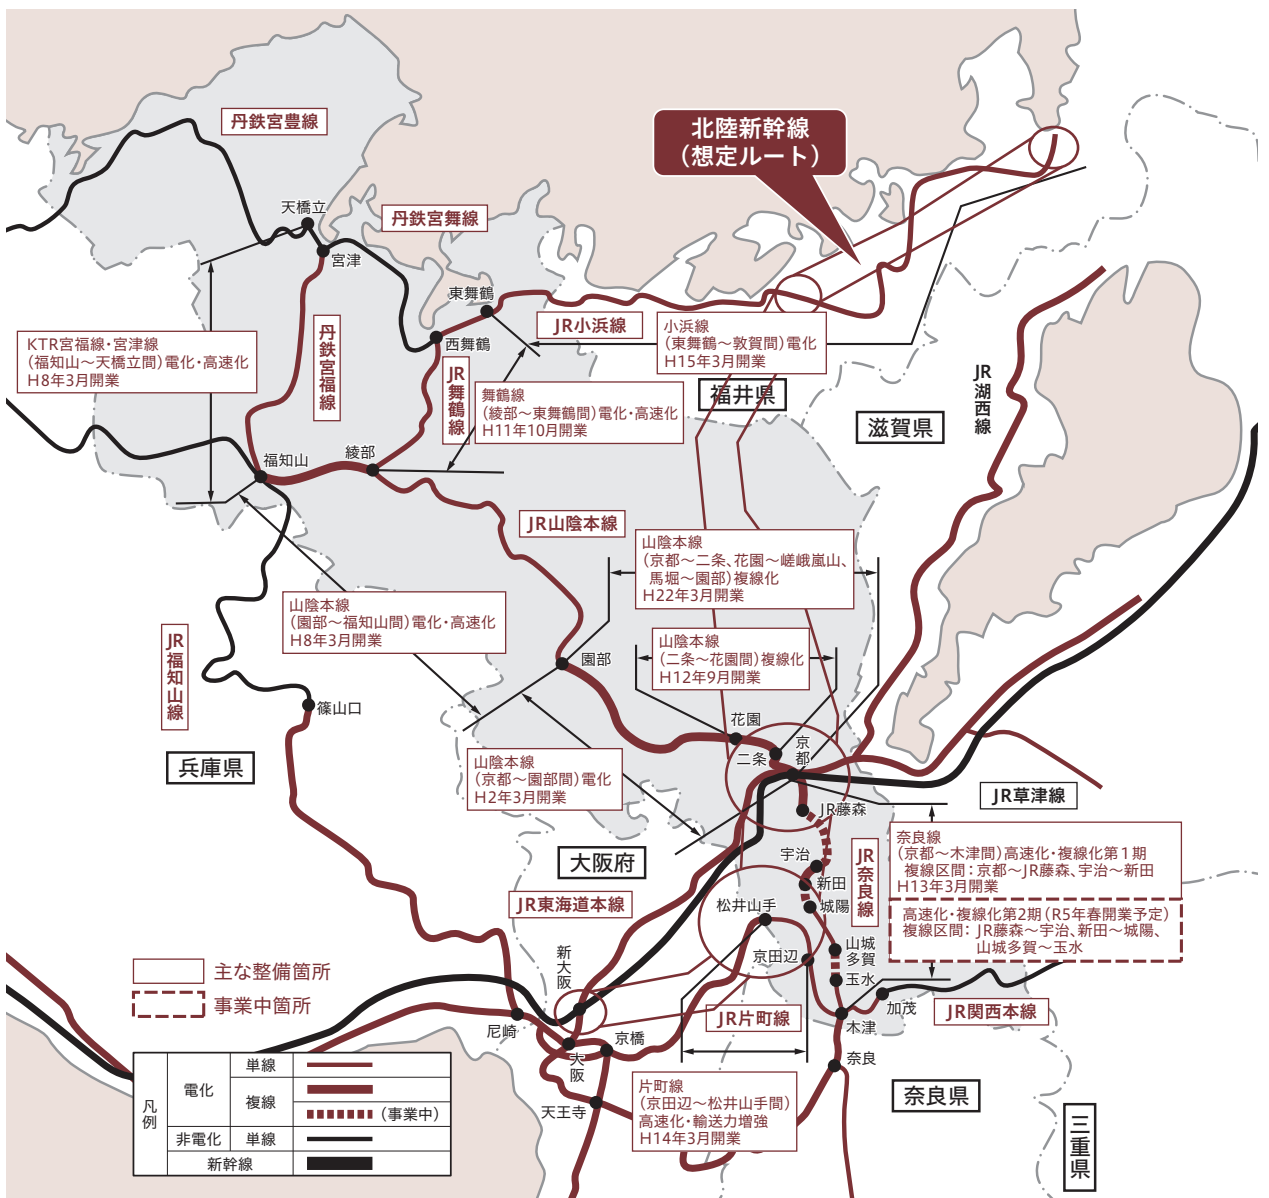 北陸新幹線
（想定ルート）
丹鉄宮豊線
天橋立
丹鉄宮舞線
宮津
東舞鶴
JR小浜線
西舞鶴
小浜線
（東舞鶴～敦賀間）電化
H15年3月開業
KTR宮福線・宮津線
（福知山～天橋立間）電化・高速化
H8年3月開業
丹鉄宮福線
JR舞鶴線
舞鶴線
（綾部～東舞鶴間）電化・高速化
H11年10月開業
福井県
滋賀県
JR湖西線
福知山
綾部
JR山陰本線
山陰本線
（京都～二条、花園～嵯峨嵐山、
馬堀～園部）複線化
H22年3月開業
山陰本線
（園部～福知山間）電化・高速化
H8年3月開業
山陰本線
（二条～花園間）複線化
H12年9月開業
JR福知山線
園部
篠山口
花園
二条
京都
兵庫県
山陰本線
（京都～園部間）電化
H2年3月開業
JR草津線
JR藤森
大阪府
宇治
JR奈良線
奈良線
（京都～木津間）高速化・複線化第1期
複線区間：京都～JR藤森、宇治～新田
H13年3月開業
新田
JR東海道本線
松井山手
城陽
高速化・複線化第2期（R5年春開業予定）
複線区間：JR藤森～宇治、新田～城陽、
山城多賀～玉水
山城
多賀
京田辺
新大阪
主な整備箇所
玉水
事業中箇所
加茂
JR関西本線
JR片町線
木津
尼崎
京橋
大阪
奈良
天王寺
片町線
（京田辺～松井山手間）
高速化・輸送力増強
H14年3月開業
奈良県
三重県
凡例
電化
単線
複線
（事業中）
非電化
単線
新幹線